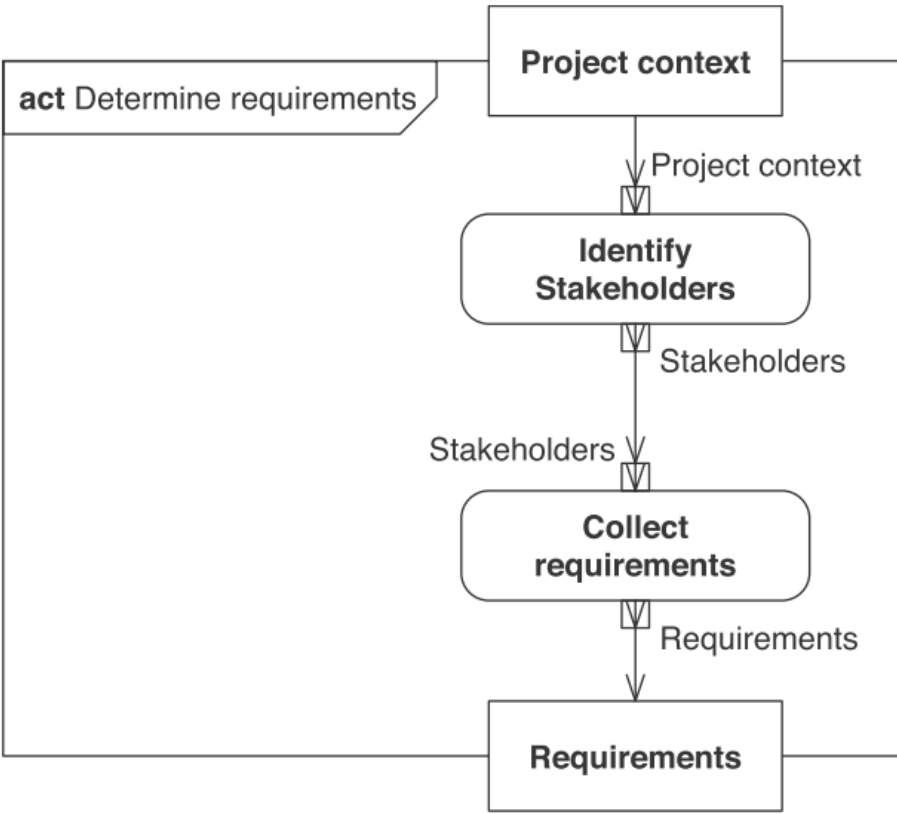 Project context
act Determine requirements
Project context
Identify
Stakeholders
Stakeholders
Stakeholders
Collect
requirements
Requirements
Requirements